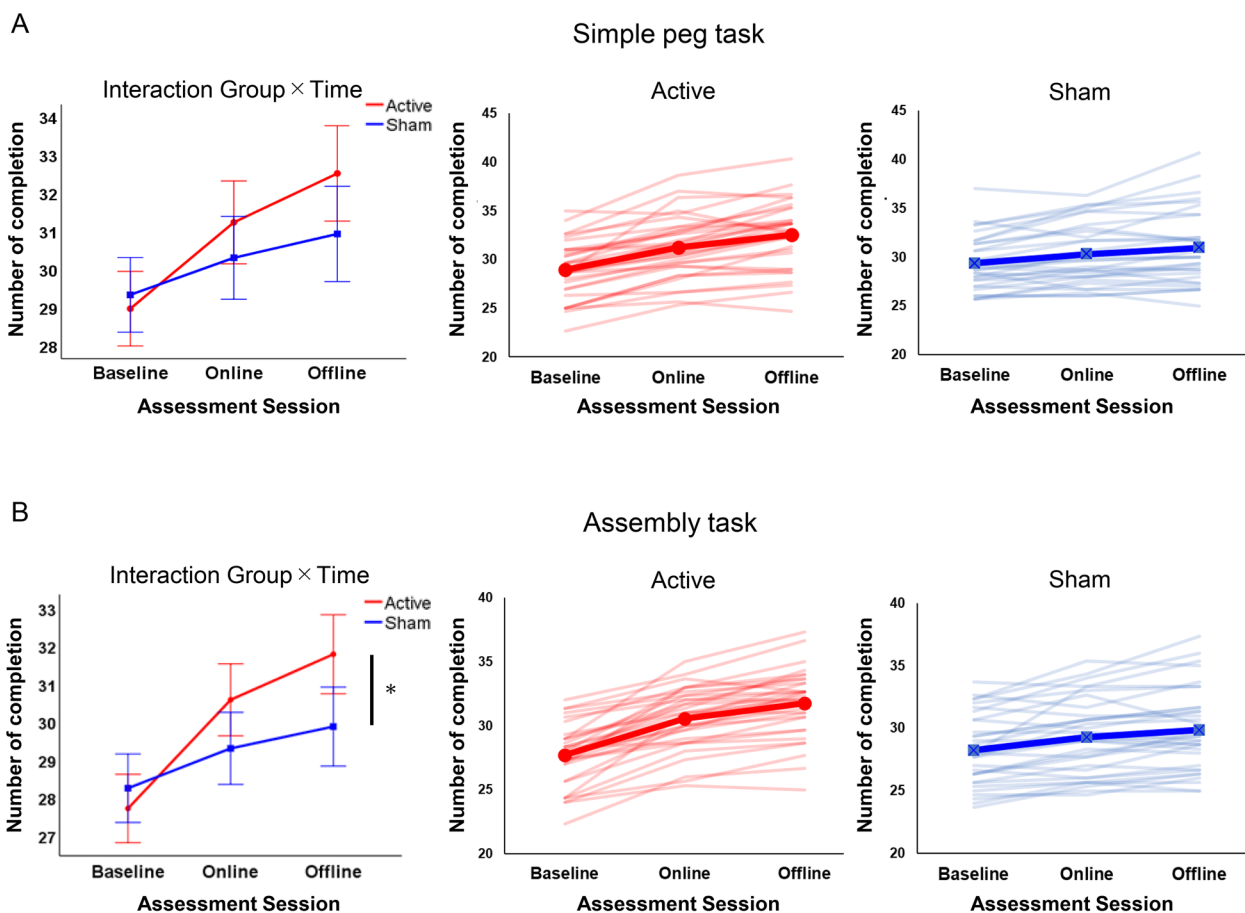 A
Simple peg task
Interaction Group × Time
Active
Sham
Number of completion
34
33
32
31
30
29
28
Baseline Online Offline
Assessment Session
Active
Number of completion
45
40
35
30
25
20
Baseline Online Offline
Assessment Session
Sham
Number of completion
45
40
35
30
25
20
Baseline Online Offline
Assessment Session
B
Assembly task
Interaction Group × Time
Active
Sham
Number of completion
33
32
31
30
29
28
27
*
Baseline Online Offline
Assessment Session
Active
Number of completion
40
35
30
25
20
Baseline Online Offline
Assessment Session
Sham
Number of completion
40
35
30
25
20
Baseline Online Offline
Assessment Session